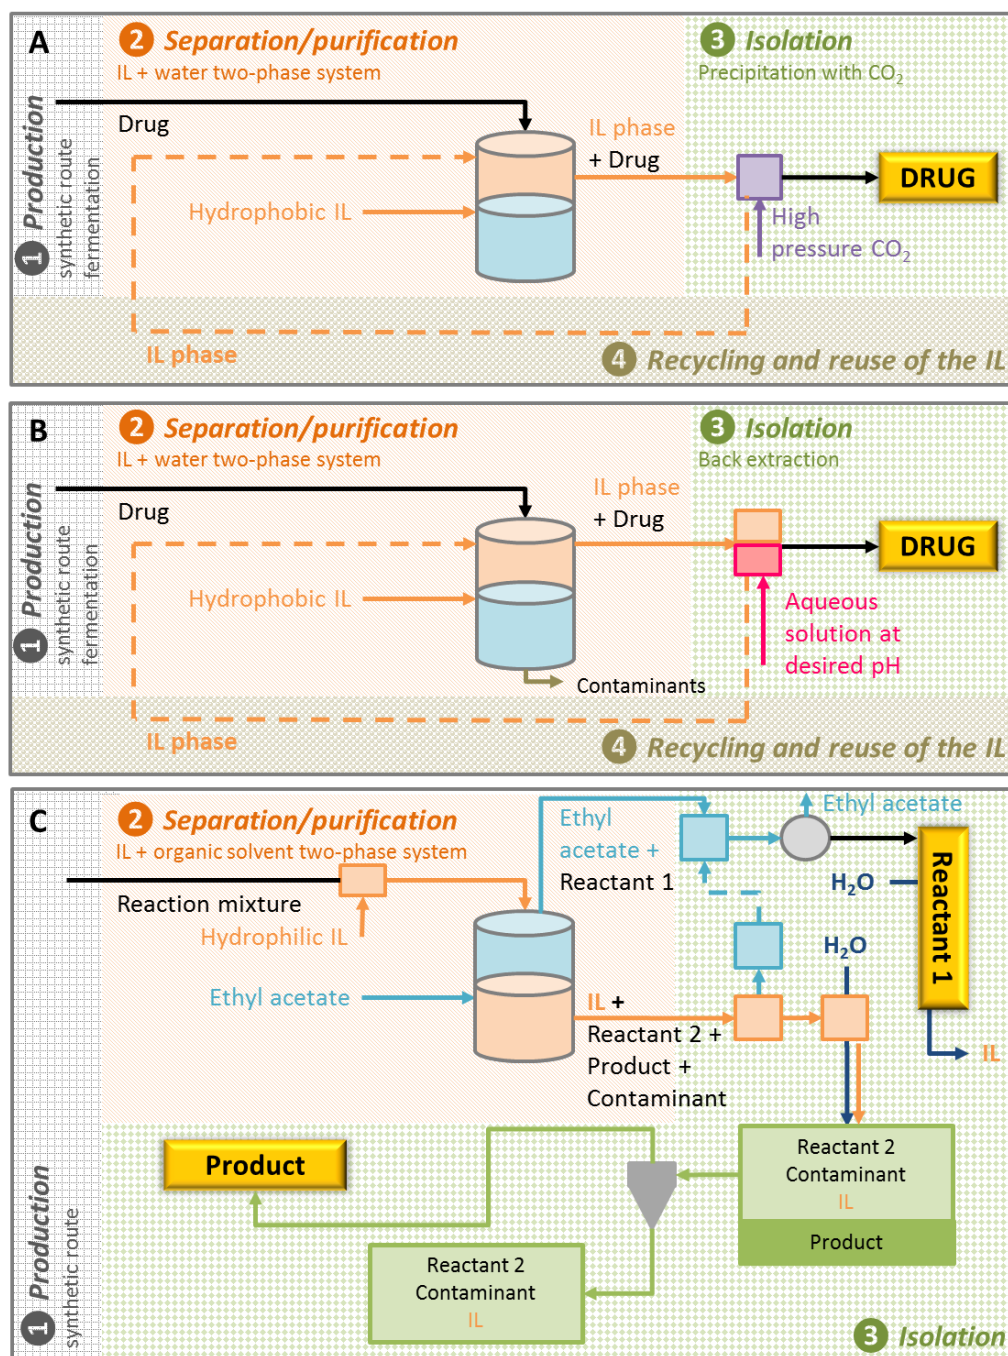 A
2 Separation/purification
IL + water two-phase system
3 Isolation
Precipitation with CO2
1 Production
synthetic route
fermentation
Drug
IL phase
+ Drug
DRUG
Hydrophobic IL
High
pressure CO2
IL phase
4 Recycling and reuse of the IL
B
2 Separation/purification
IL + water two-phase system
3 Isolation
Back extraction
1 Production
synthetic route
fermentation
Drug
IL phase
+ Drug
DRUG
Hydrophobic IL
Aqueous
solution at
desired pH
Contaminants
IL phase
4 Recycling and reuse of the IL
C
2 Separation/purification
IL + organic solvent two-phase system
Ethyl
acetate +
Reactant 1
Ethyl acetate
Reaction mixture
Hydrophilic IL
H2O
Reactant 1
H2O
Ethyl acetate
IL +
Reactant 2 +
Product +
Contaminant
IL
Product
Reactant 2
Contaminant
IL
Product
Reactant 2
Contaminant
IL
1 Production
synthetic route
3 Isolation